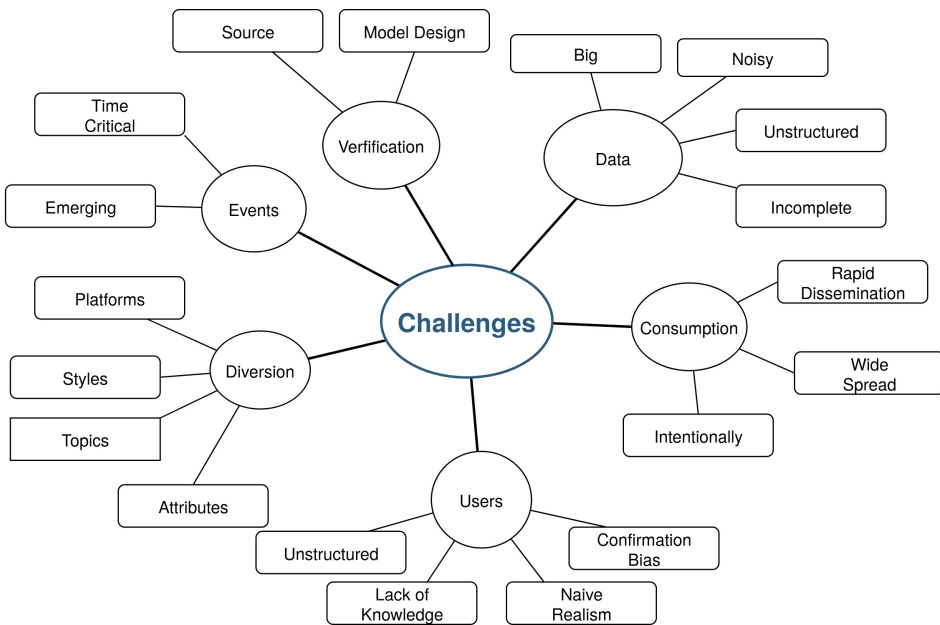 Source
Model Design
Big
Noisy
Time
Critical
Verfification
Unstructured
Data
Emerging
Events
Incomplete
Platforms
Rapid
Dissemination
Challenges
Consumption
Styles
Diversion
Wide
Spread
Topics
Intentionally
Attributes
Users
Unstructured
Confirmation
Bias
Lack of
Knowledge
Naive
Realism